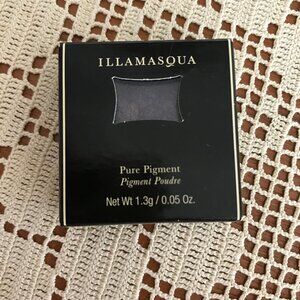 ILLAMASQUA
Pure Pigment
Pigment Poudre
Net Wt 1.3g / 0.05 Oz.